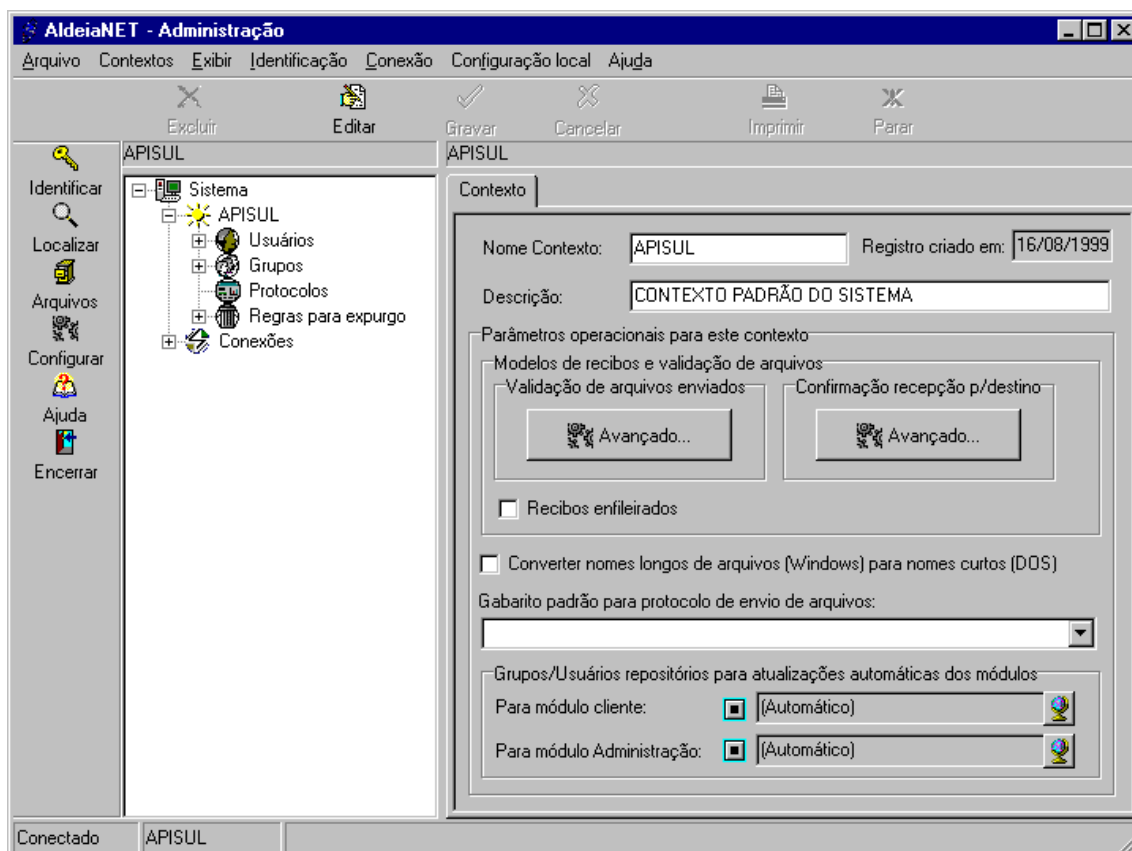 AldeiaNET - Administração
Arquivo Contextos Exibir Identificação Conexão Configuração local Ajuda
Excluir Editar Gravar Cancelar Imprimir Parar
APISUL APISUL
Identificar
Localizar
Arquivos
Configurar
Ajuda
Encerrar
Sistema
APISUL
Usuários
Grupos
Protocolos
Regras para expurgo
Conexões
Contexto
Nome Contexto: APISUL Registro criado em: 16/08/1999
Descrição: CONTEXTO PADRÃO DO SISTEMA
Parâmetros operacionais para este contexto
Modelos de recibos e validação de arquivos
Validação de arquivos enviados Confirmação recepção p/destino
Avançado... Avançado...
Recibos enfileirados
Converter nomes longos de arquivos (Windows) para nomes curtos (DOS)
Gabarito padrão para protocolo de envio de arquivos:
Grupos/Usuários repositórios para atualizações automáticas dos módulos
Para módulo cliente: (Automático)
Para módulo Administração: (Automático)
Conectado APISUL